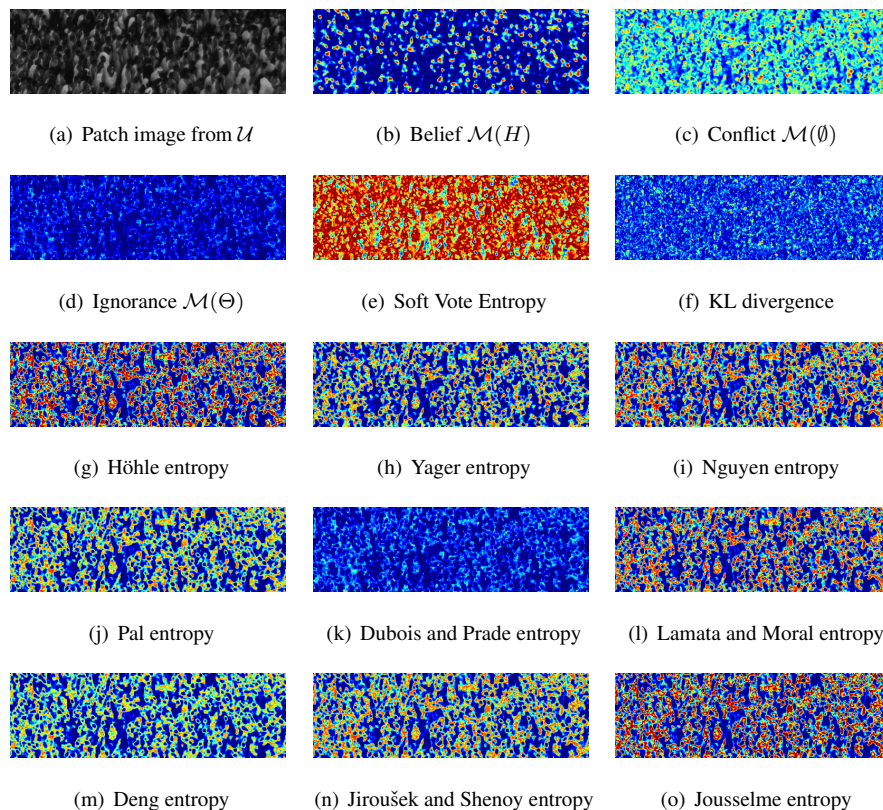 (a) Patch image from 𝒰
(b) Belief ℳ(H)
(c) Conflict ℳ(∅)
(d) Ignorance ℳ(Θ)
(e) Soft Vote Entropy
(f) KL divergence
(g) Höhle entropy
(h) Yager entropy
(i) Nguyen entropy
(j) Pal entropy
(k) Dubois and Prade entropy
(l) Lamata and Moral entropy
(m) Deng entropy
(n) Jiroušek and Shenoy entropy
(o) Jousselme entropy